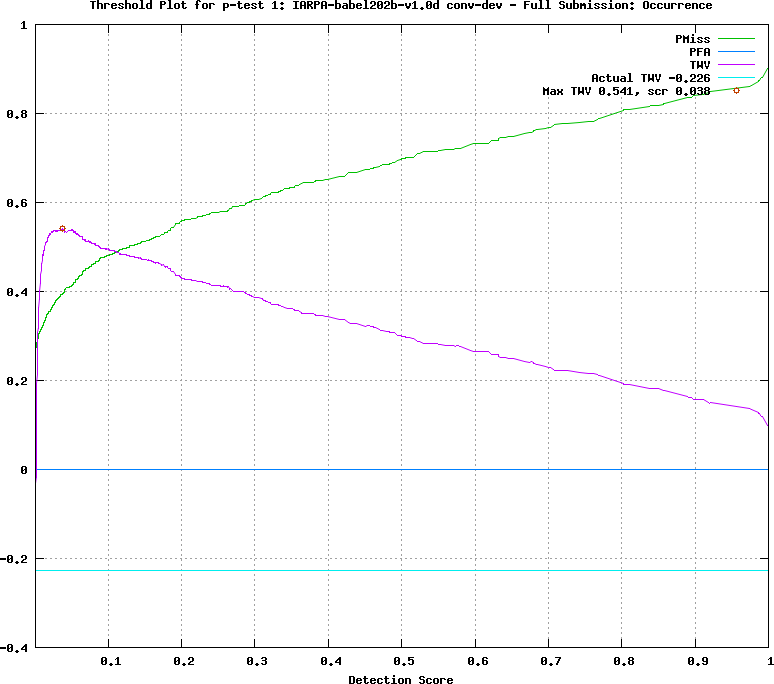 Threshold Plot for p-test 1: IARPA-babel202b-v1.0d conv-dev - Full Submission: Occurrence
PMiss
PFA
TWV
Actual TWV -0.226
Max TWV 0.541, scr 0.038
1
0.8
0.6
0.4
0.2
0
-0.2
-0.4
0.1 0.2 0.3 0.4 0.5 0.6 0.7 0.8 0.9 1
Detection Score